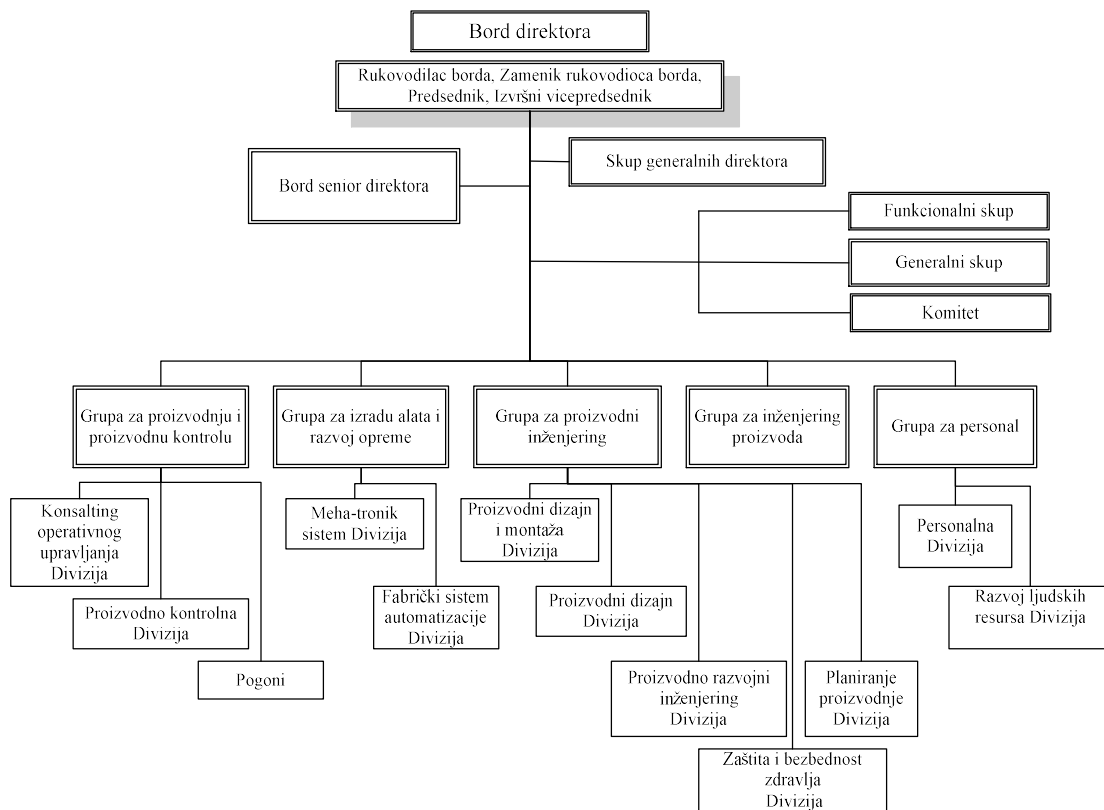 Bord direktora
Rukovodilac borda, Zamenik rukovodioca borda,
Predsednik, Izvršni vicepredsednik
Skup generalnih direktora
Bord senior direktora
Funkcionalni skup
Generalni skup
Komitet
Grupa za proizvodnju i
proizvodnu kontrolu
Grupa za izradu alata i
razvoj opreme
Grupa za proizvodni
inženjering
Grupa za inženjering
proizvoda
Grupa za personal
Konsalting
operativnog
upravljanja
Divizija
Proizvodno kontrolna
Divizija
Pogoni
Meha-tronik
sistem Divizija
Fabrički sistem
automatizacije
Divizija
Proizvodni dizajn
i montaža
Divizija
Proizvodni dizajn
Divizija
Proizvodno razvojni
inženjering
Divizija
Zaštita i bezbednost
zdravlja
Divizija
Planiranje
proizvodnje
Divizija
Personalna
Divizija
Razvoj ljudskih
resursa Divizija